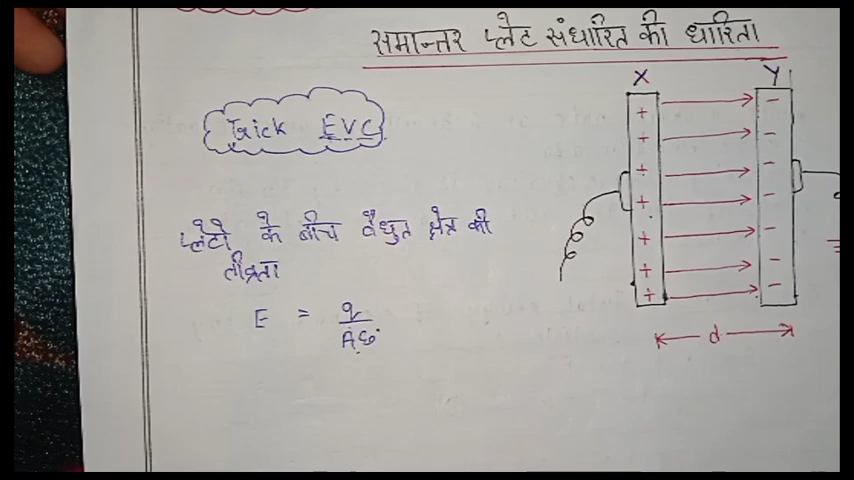 समान्तर प्लेट संधारित की धारिता
Trick EVC
X
Y
+ −
+ −
+ −
+ −
+ −
+ −
+ −
प्लेटो के बीच वैधुत क्षेत्र की
तीव्रता
E = q/Aε₀
d